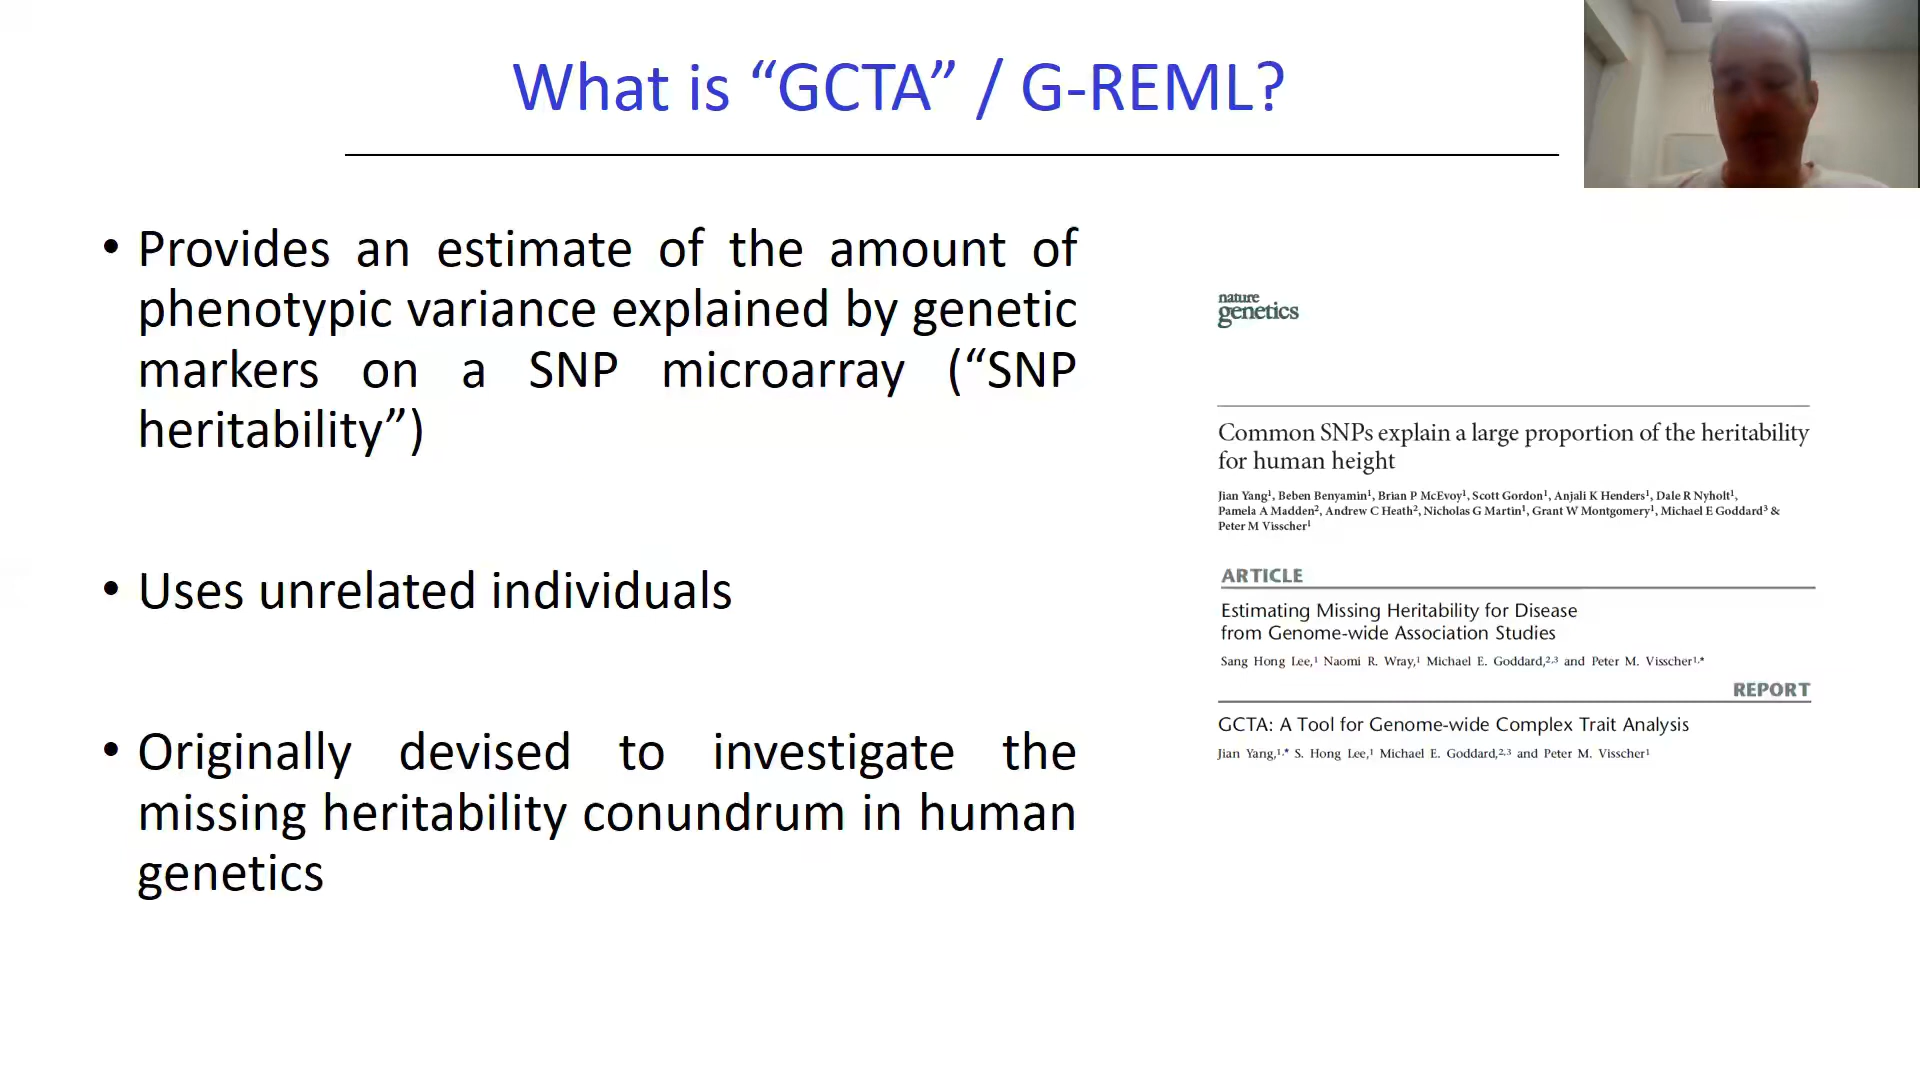 What is “GCTA” / G-REML?
• Provides an estimate of the amount of
phenotypic variance explained by genetic
markers on a SNP microarray (“SNP
heritability”)
• Uses unrelated individuals
• Originally devised to investigate the
missing heritability conundrum in human
genetics
nature
genetics
Common SNPs explain a large proportion of the heritability
for human height
Jian Yang¹, Beben Benyamin¹, Brian P McEvoy¹, Scott Gordon¹, Anjali K Henders¹, Dale R Nyholt¹,
Pamela A Madden², Andrew C Heath², Nicholas G Martin¹, Grant W Montgomery¹, Michael E Goddard³ &
Peter M Visscher¹
ARTICLE
Estimating Missing Heritability for Disease
from Genome-wide Association Studies
Sang Hong Lee,¹ Naomi R. Wray,¹ Michael E. Goddard,²,³ and Peter M. Visscher¹,*
REPORT
GCTA: A Tool for Genome-wide Complex Trait Analysis
Jian Yang,¹,* S. Hong Lee,¹ Michael E. Goddard,²,³ and Peter M. Visscher¹